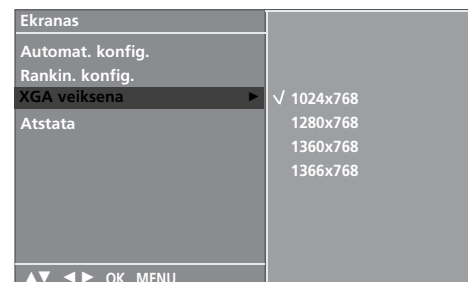 Ekranas
Automat. konfig.
Rankin. konfig.
XGA veiksena ►
Atstata
√ 1024x768
1280x768
1360x768
1366x768
▲▼ ◄► OK MENU